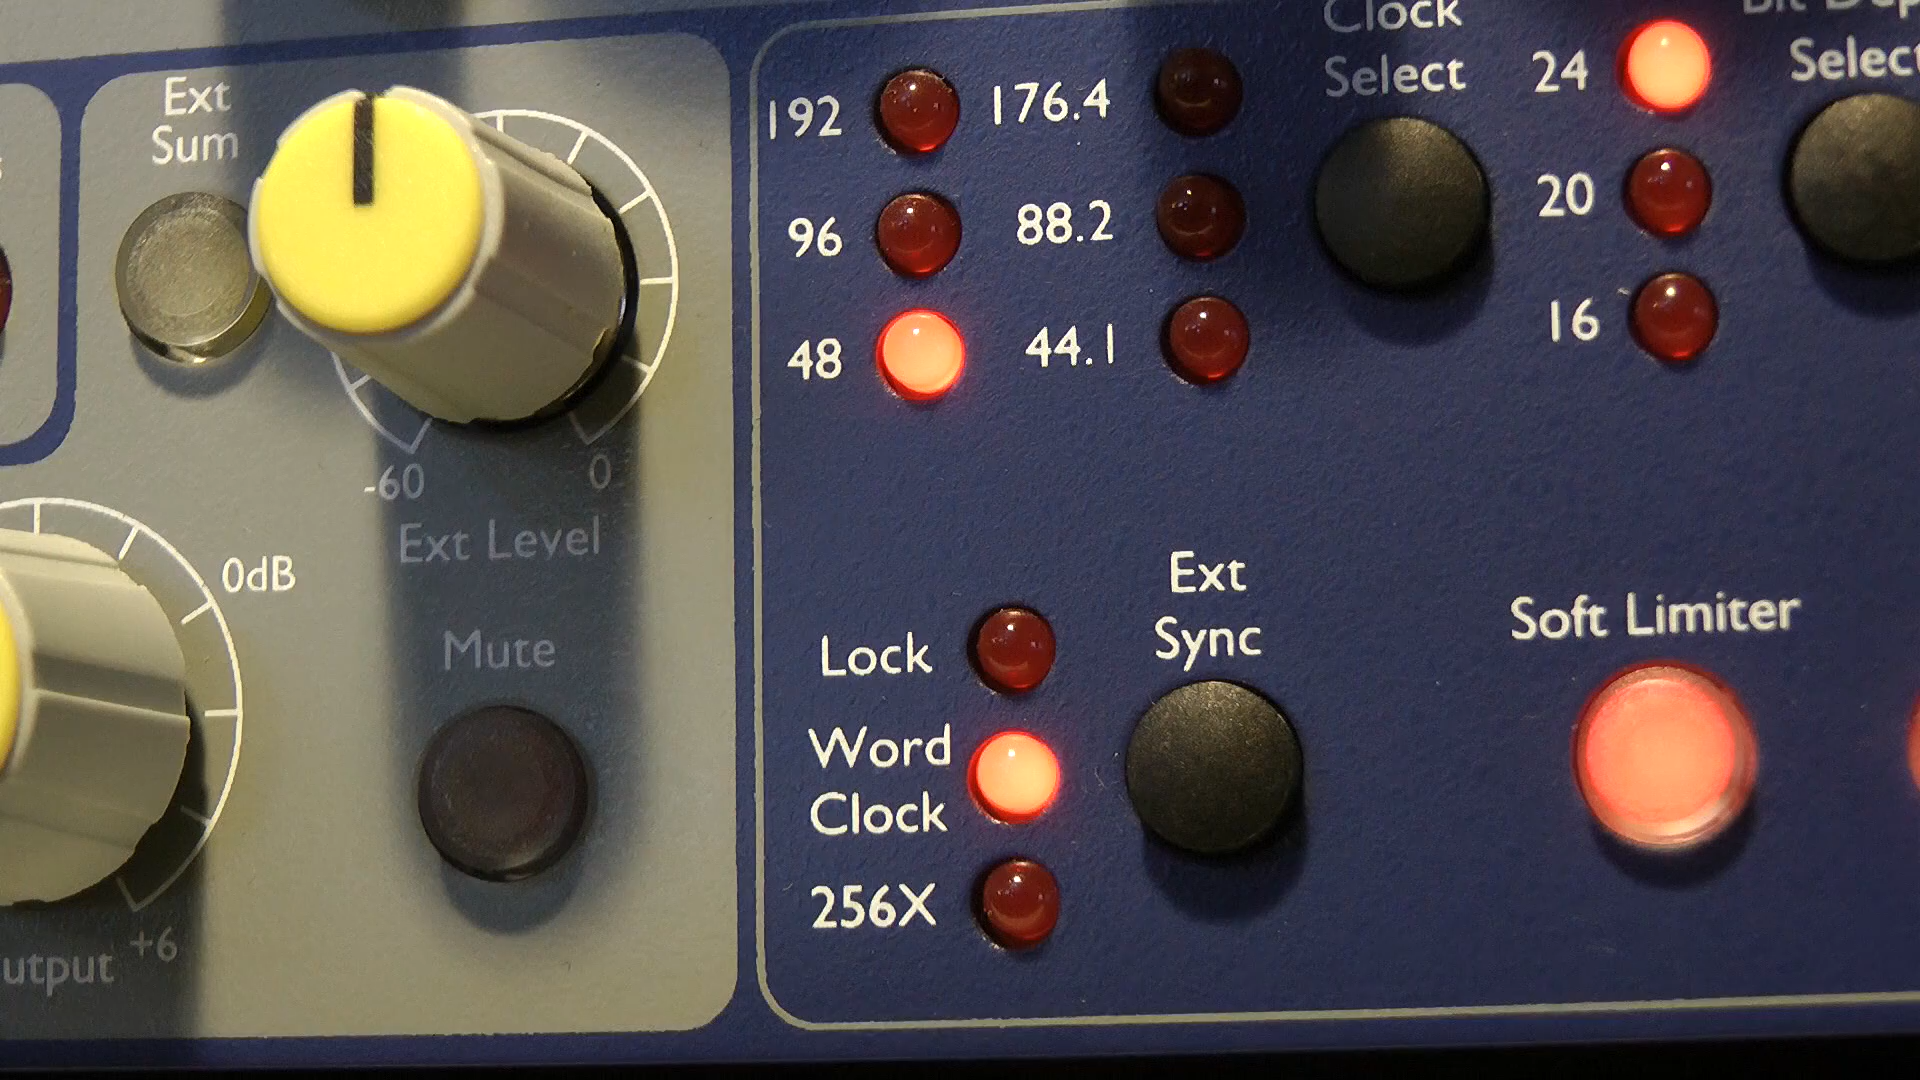 Ext
Sum
-60
0
Ext Level
0dB
Mute
+6
utput
192
176.4
96
88.2
48
44.1
Clock
Select
24
Select
20
16
Lock
Word
Clock
256X
Ext
Sync
Soft Limiter